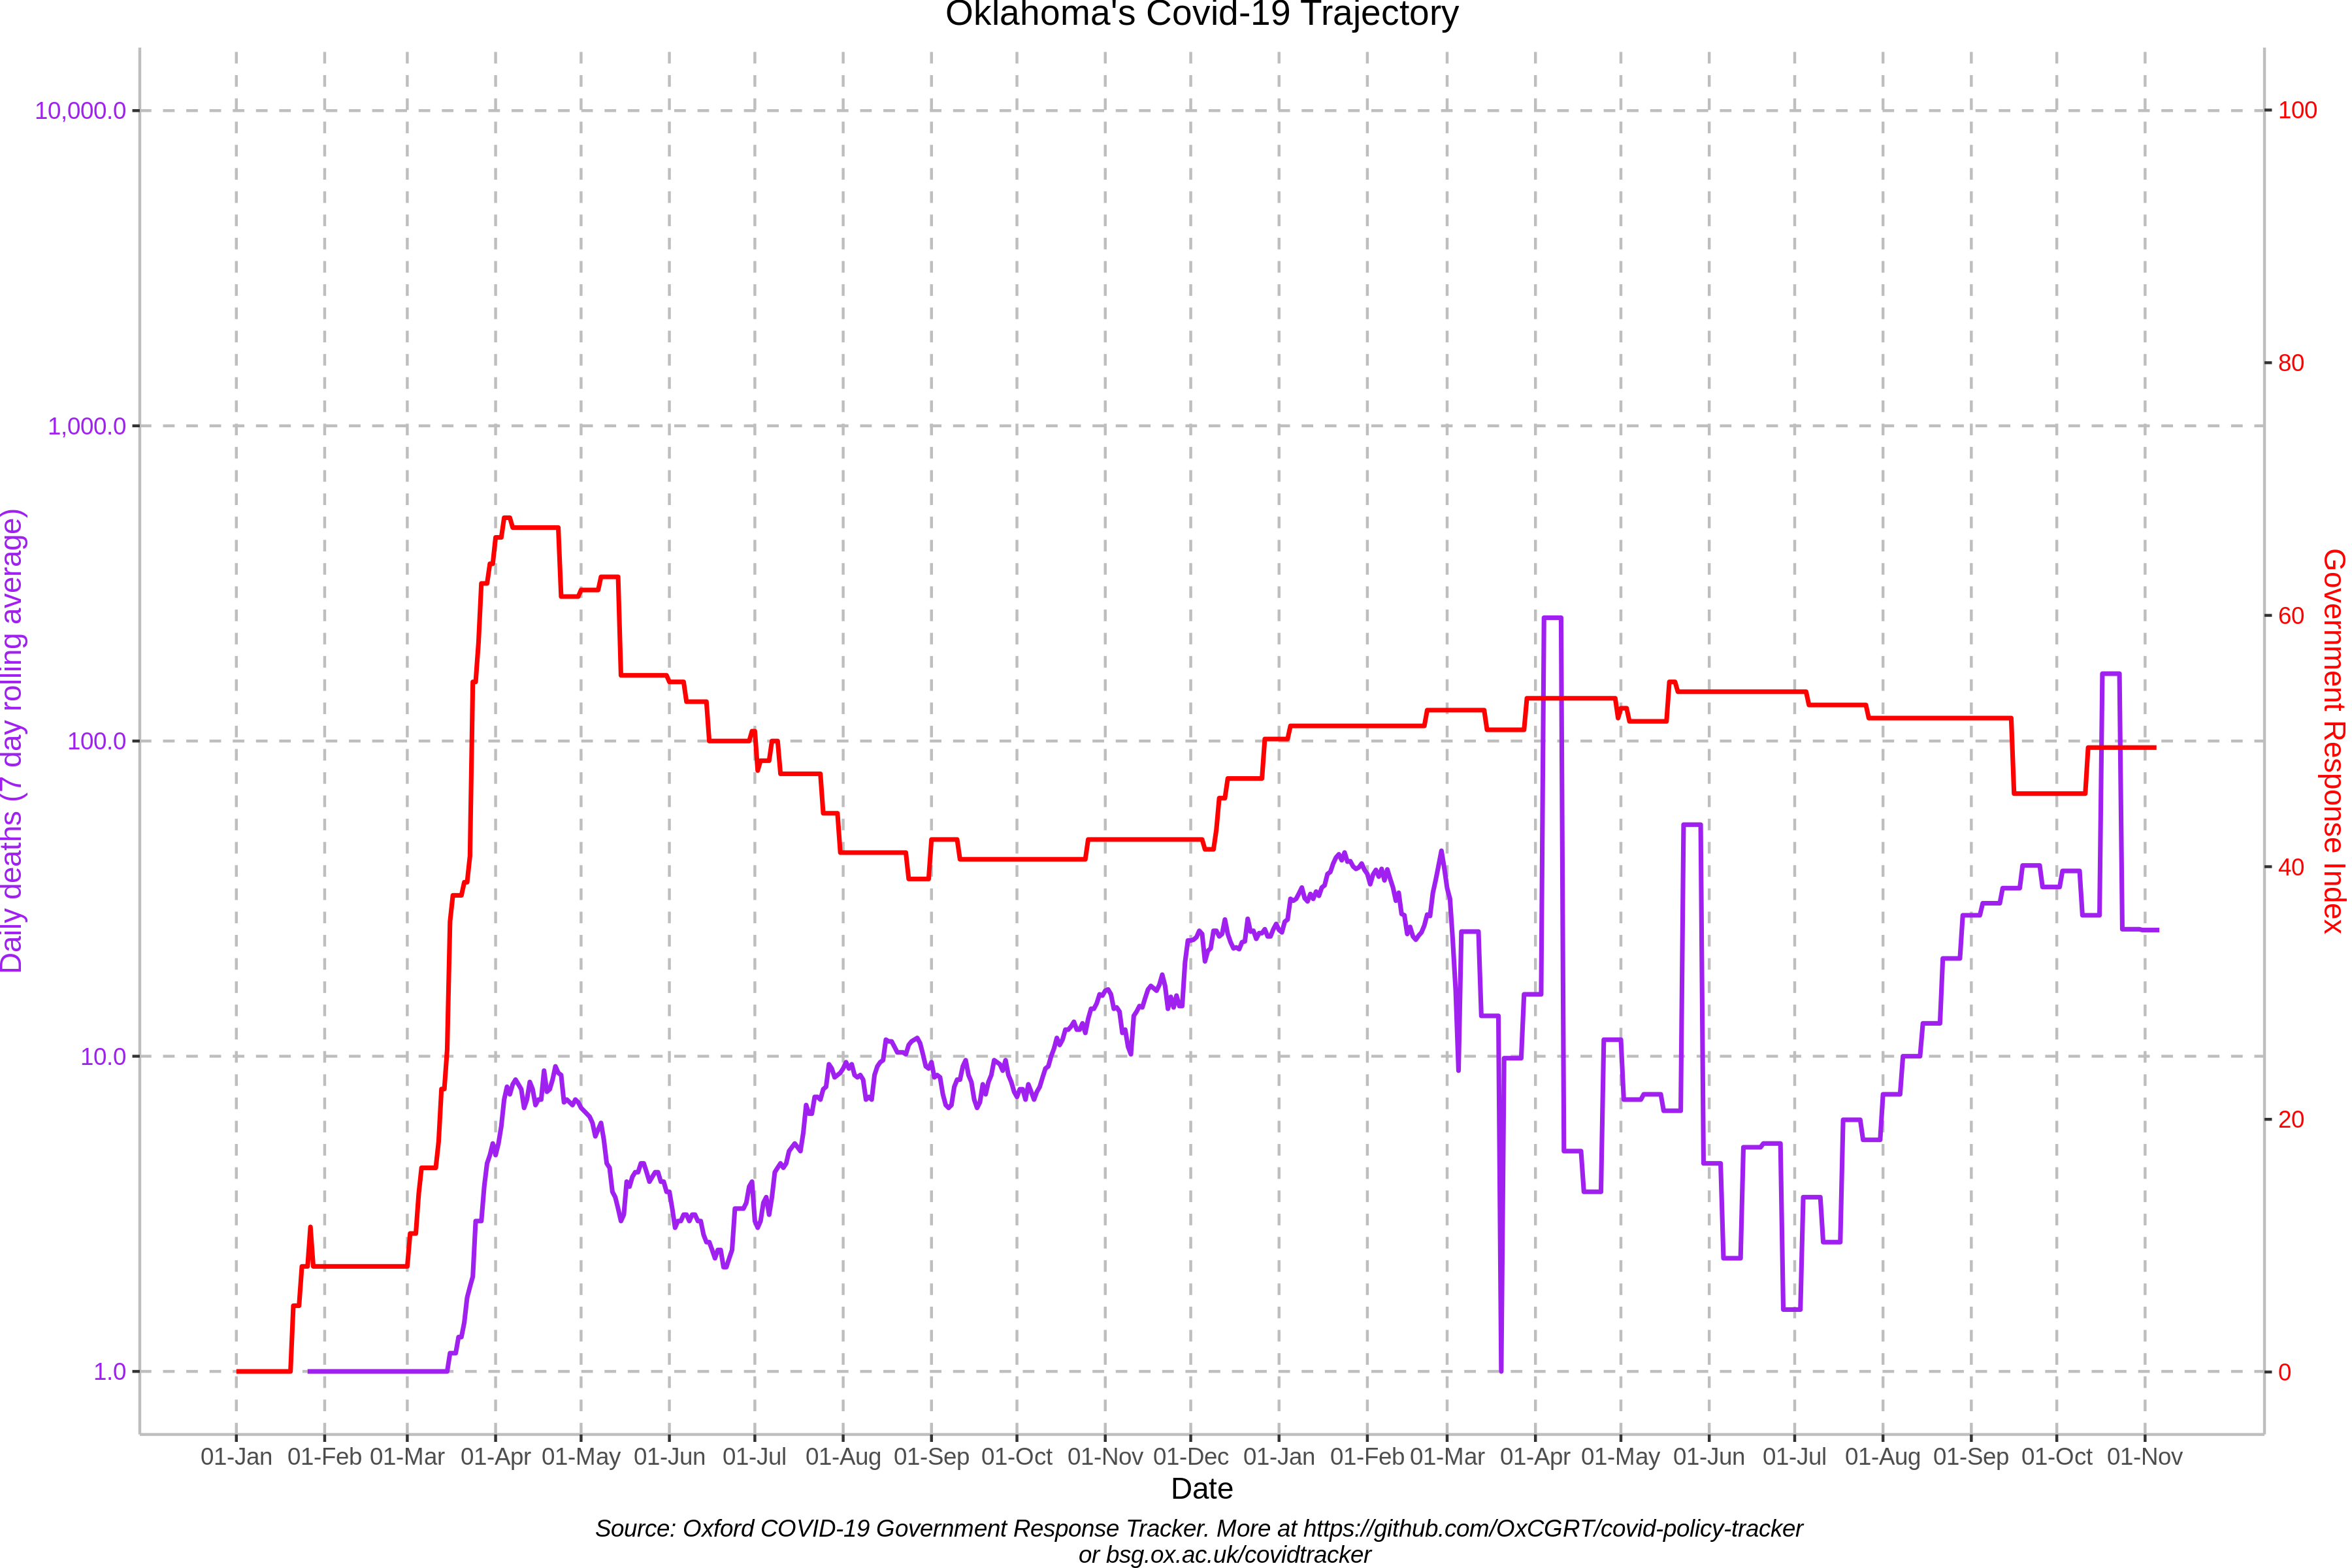 Oklahoma's Covid-19 Trajectory
10,000.0
1,000.0
100.0
10.0
1.0
Daily deaths (7 day rolling average)
100
80
60
40
20
0
Government Response Index
01-Jan 01-Feb 01-Mar 01-Apr 01-May 01-Jun 01-Jul 01-Aug 01-Sep 01-Oct 01-Nov 01-Dec 01-Jan 01-Feb 01-Mar 01-Apr 01-May 01-Jun 01-Jul 01-Aug 01-Sep 01-Oct 01-Nov
Date
Source: Oxford COVID-19 Government Response Tracker. More at https://github.com/OxCGRT/covid-policy-tracker
or bsg.ox.ac.uk/covidtracker